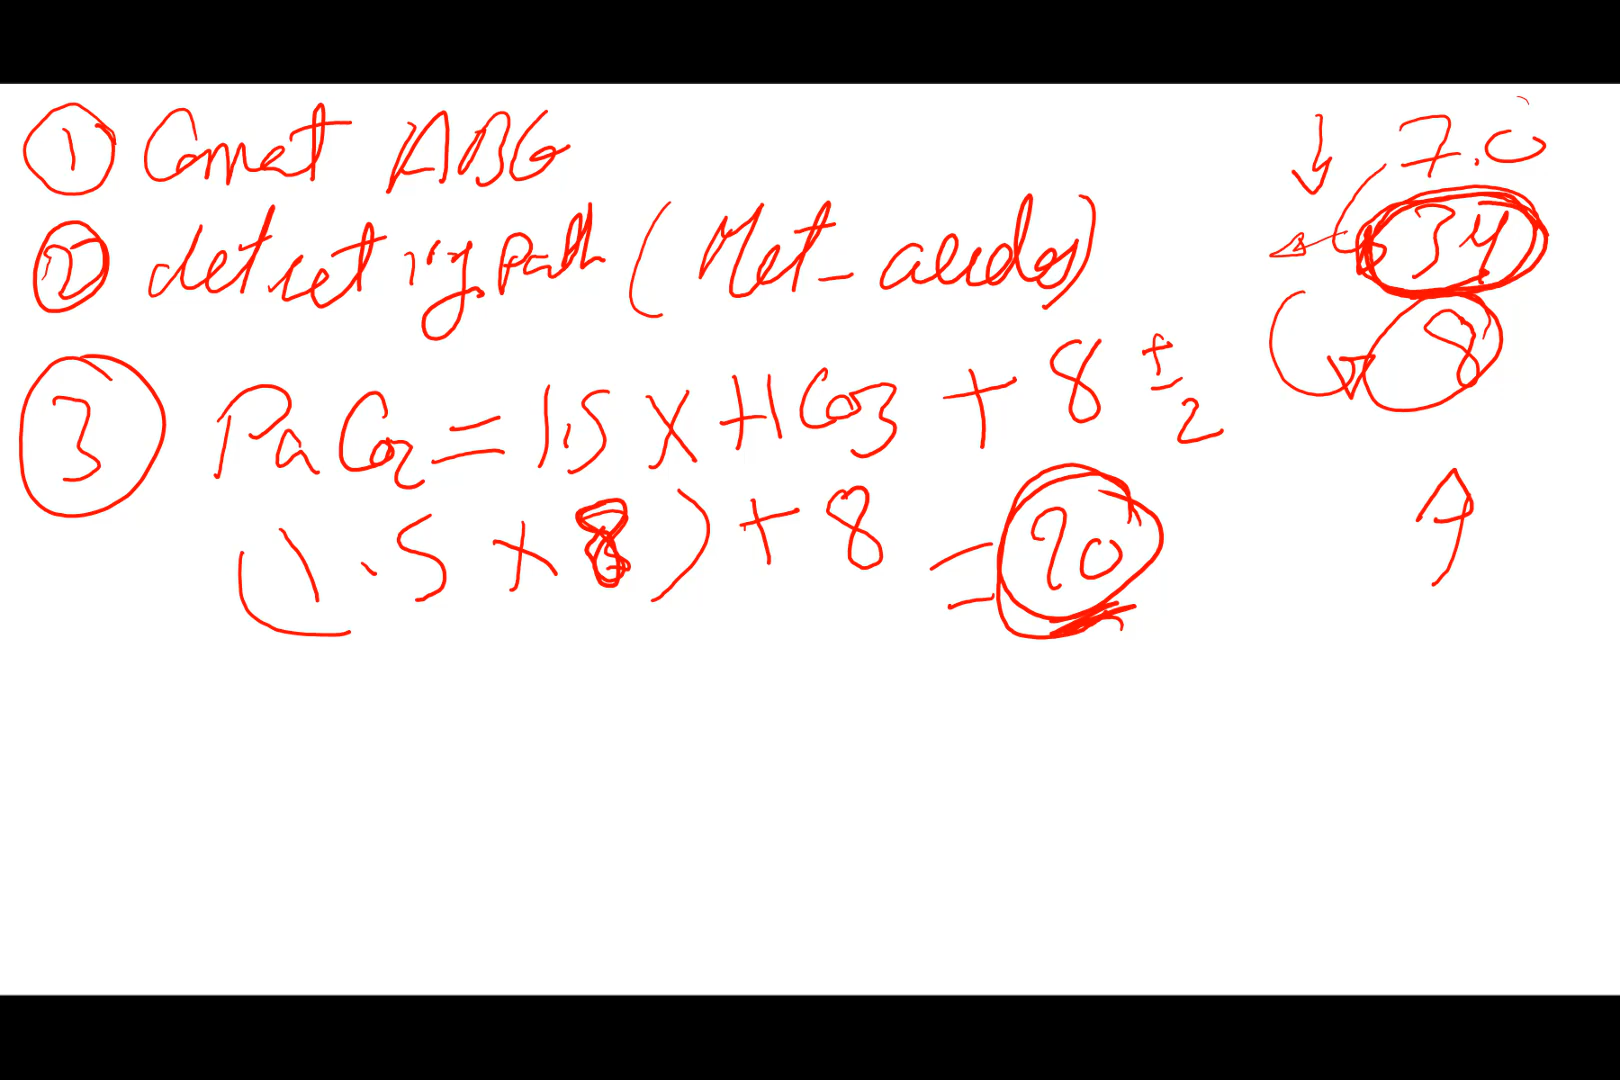 ① Correct ABG
② detect 1ry path (Met-acidos)
③ PaCo2 = 1.5 x HCo3 + 8 ± 2
(1.5 x 8) + 8 = 20
↓ 7.0
34
8
↑